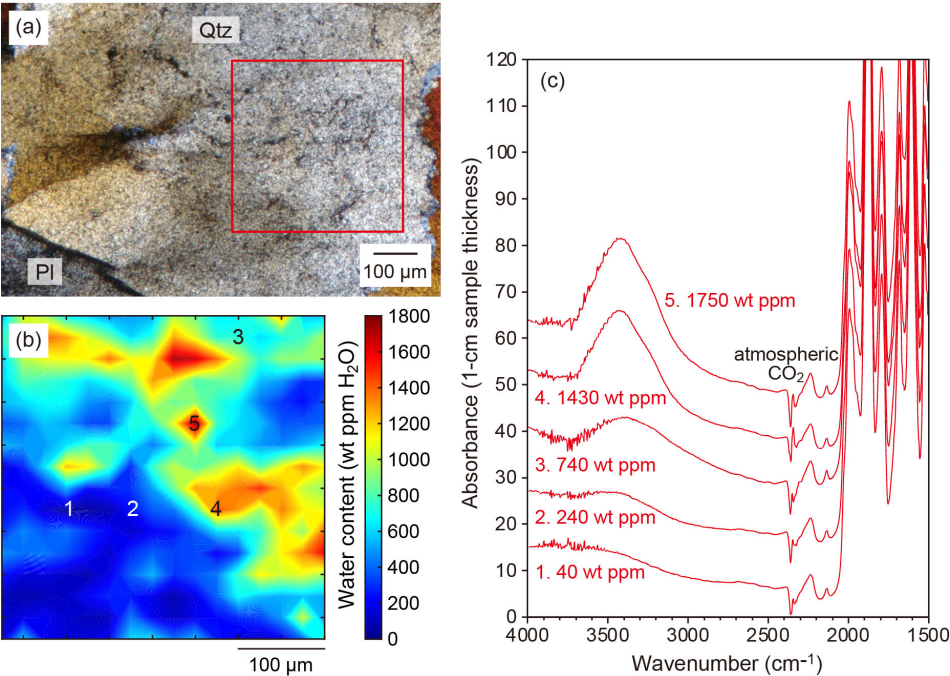 (a)
Qtz
Pl
100 μm
(b)
3
5
1
2
4
100 μm
1800
1600
1400
1200
1000
800
600
400
200
0
Water content (wt ppm H₂O)
(c)
120
110
100
90
80
70
60
50
40
30
20
10
0
Absorbance (1-cm sample thickness)
5. 1750 wt ppm
atmospheric
CO₂
4. 1430 wt ppm
3. 740 wt ppm
2. 240 wt ppm
1. 40 wt ppm
4000
3500
3000
2500
2000
1500
Wavenumber (cm⁻¹)